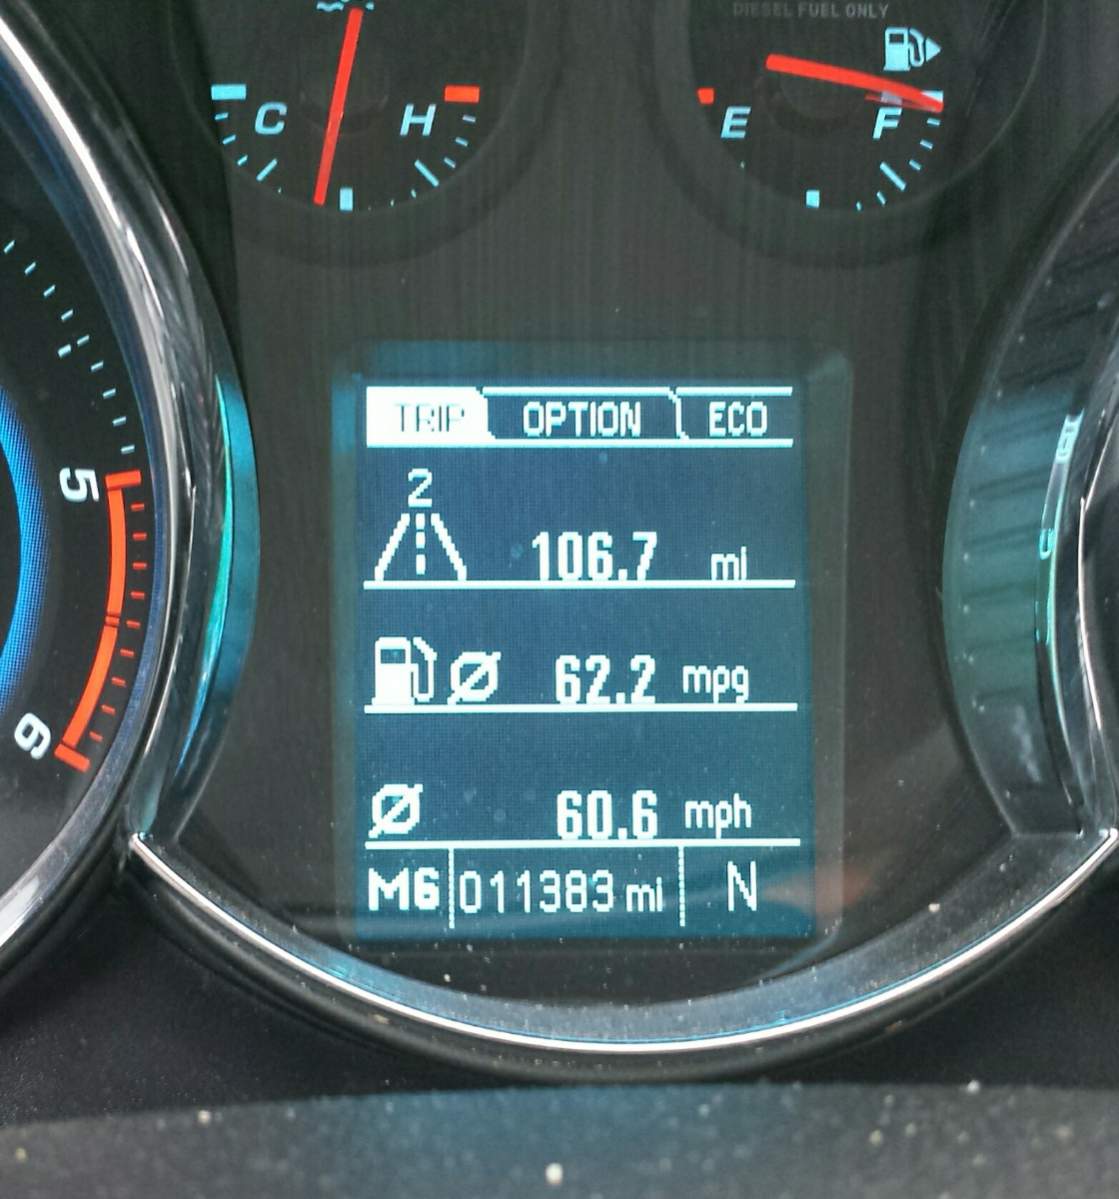 DIESEL FUEL ONLY
C H
E F
5
6
TRIP OPTION ECO
2
106.7 mi
62.2 mpg
60.6 mph
M6 011383 mi N